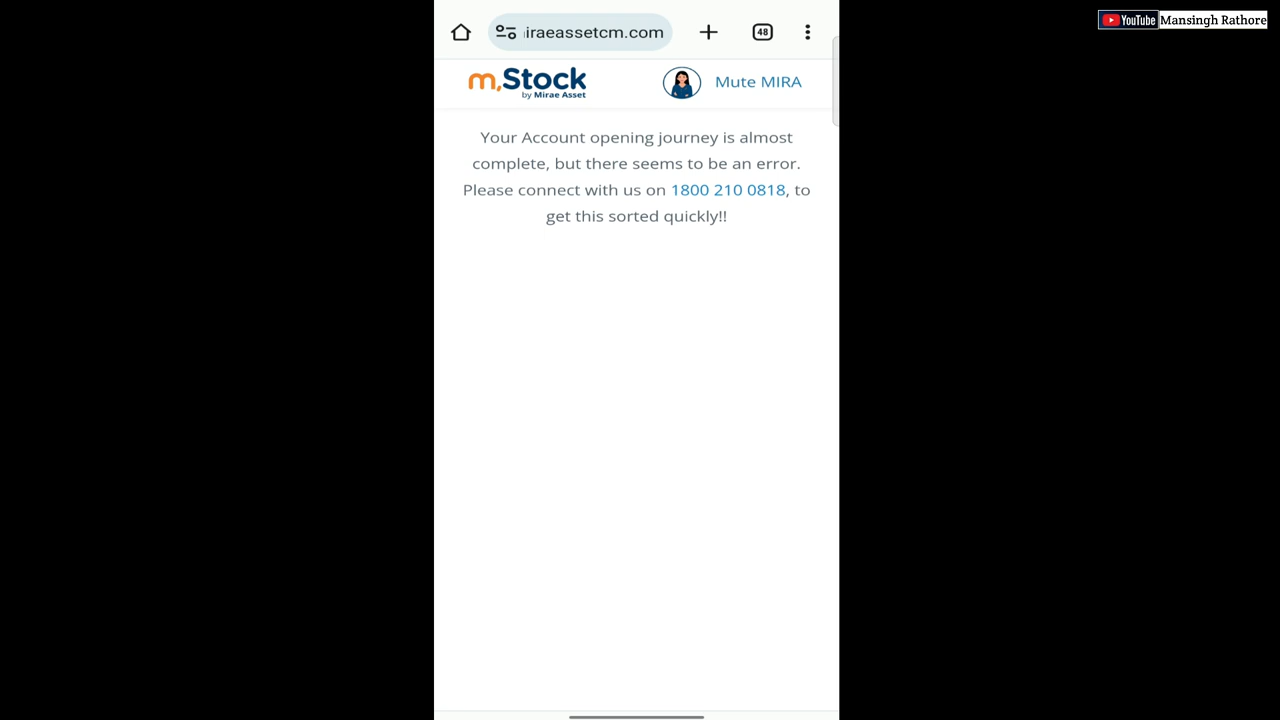 YouTube Mansingh Rathore
iraeassetcm.com
48
m.Stock
by Mirae Asset
Mute MIRA
Your Account opening journey is almost
complete, but there seems to be an error.
Please connect with us on 1800 210 0818, to
get this sorted quickly!!